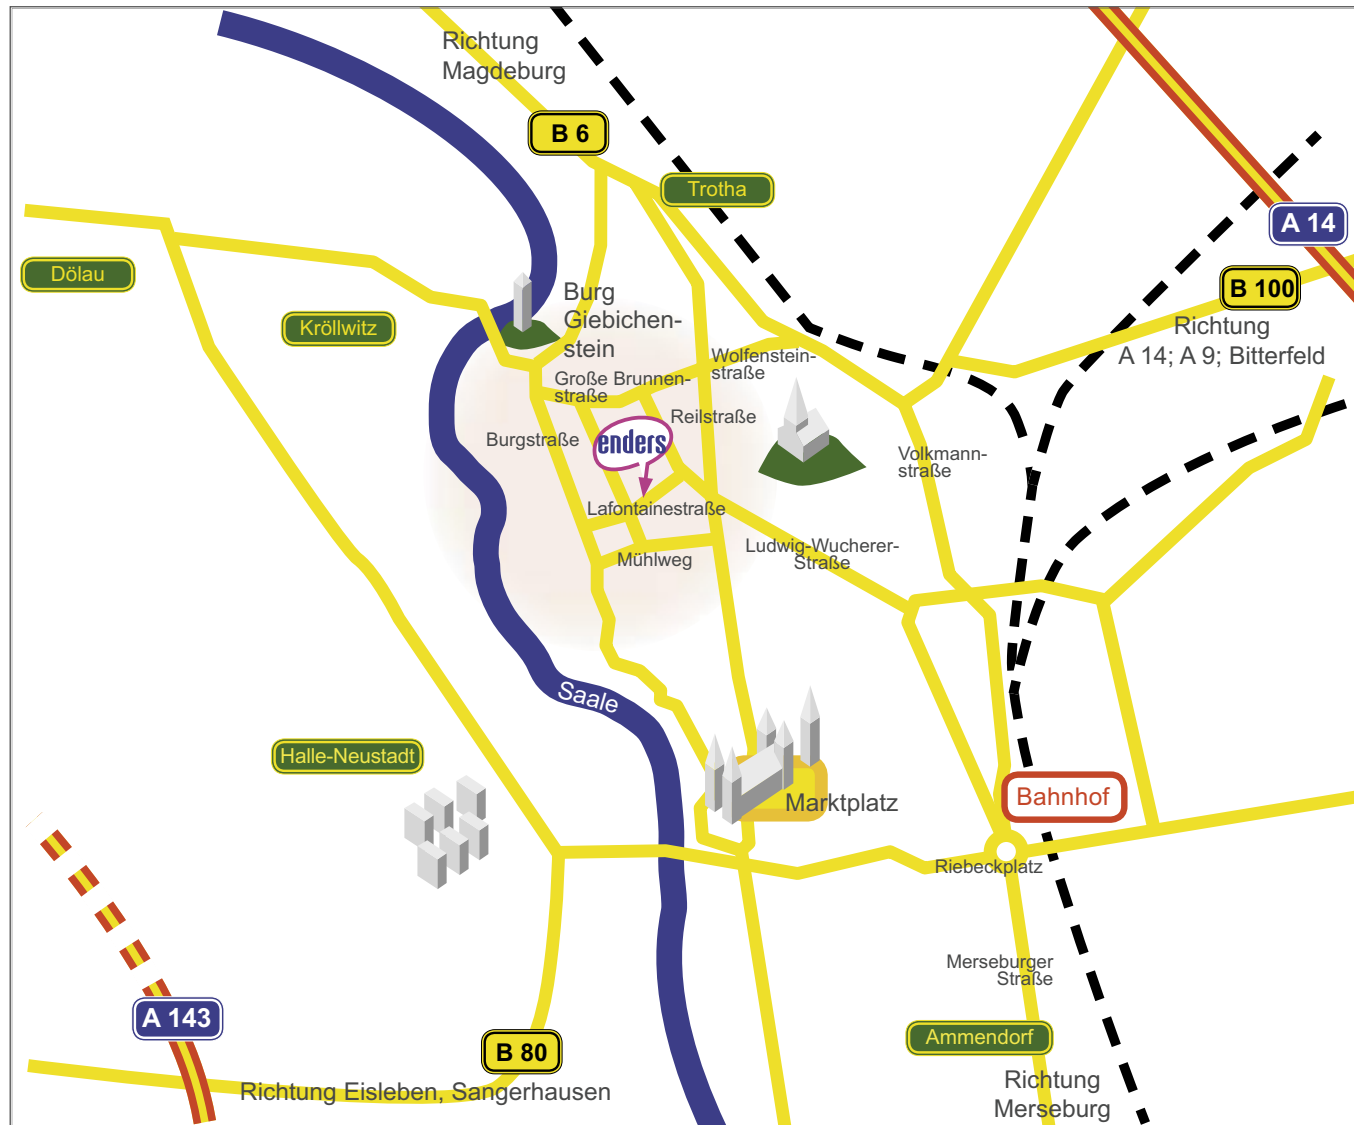 Richtung
Magdeburg
B 6
Trotha
A 14
Dölau
Kröllwitz
Burg
Giebichen-
stein
B 100
Richtung
A 14; A 9; Bitterfeld
Wolfenstein-
straße
Große Brunnen-
straße
Reilstraße
Burgstraße
enders
Volkmann-
straße
Lafontainestraße
Mühlweg
Ludwig-Wucherer-
Straße
Saale
Halle-Neustadt
Marktplatz
Bahnhof
Riebeckplatz
Merseburger
Straße
A 143
Ammendorf
B 80
Richtung Eisleben, Sangerhausen
Richtung
Merseburg